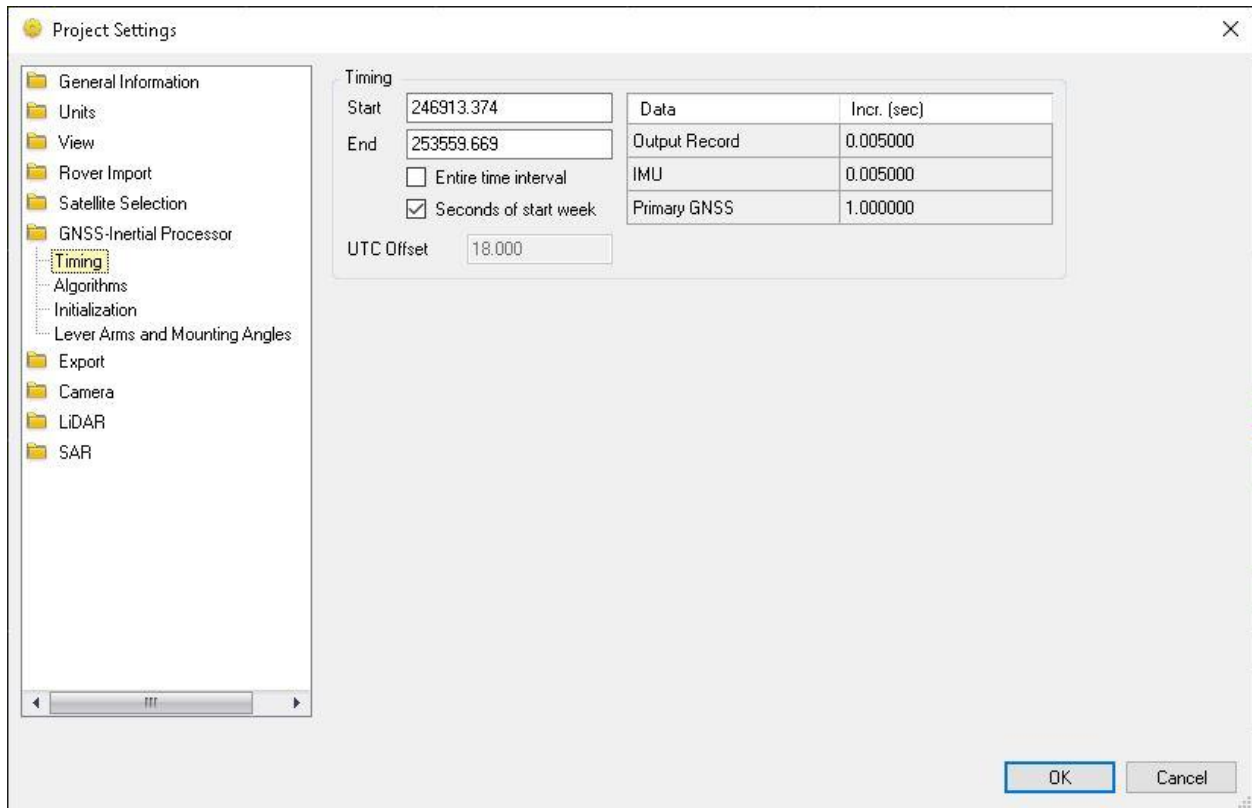 Project Settings
General Information
Units
View
Rover Import
Satellite Selection
GNSS-Inertial Processor
Timing
Algorithms
Initialization
Lever Arms and Mounting Angles
Export
Camera
LiDAR
SAR
Timing
Start 246913.374
End 253559.669
Entire time interval
Seconds of start week
UTC Offset 18.000
Data Incr. (sec)
Output Record 0.005000
IMU 0.005000
Primary GNSS 1.000000
OK Cancel